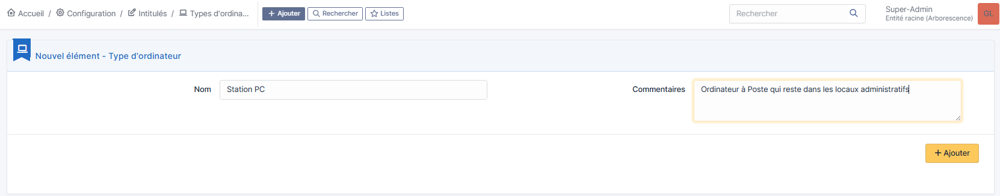 Accueil / Configuration / Intitulés / Types d'ordina... + Ajouter Rechercher Listes Rechercher Super-Admin
Entité racine (Arborescence) GL
Nouvel élément - Type d'ordinateur
Nom Station PC Commentaires Ordinateur à Poste qui reste dans les locaux administratifs
+ Ajouter